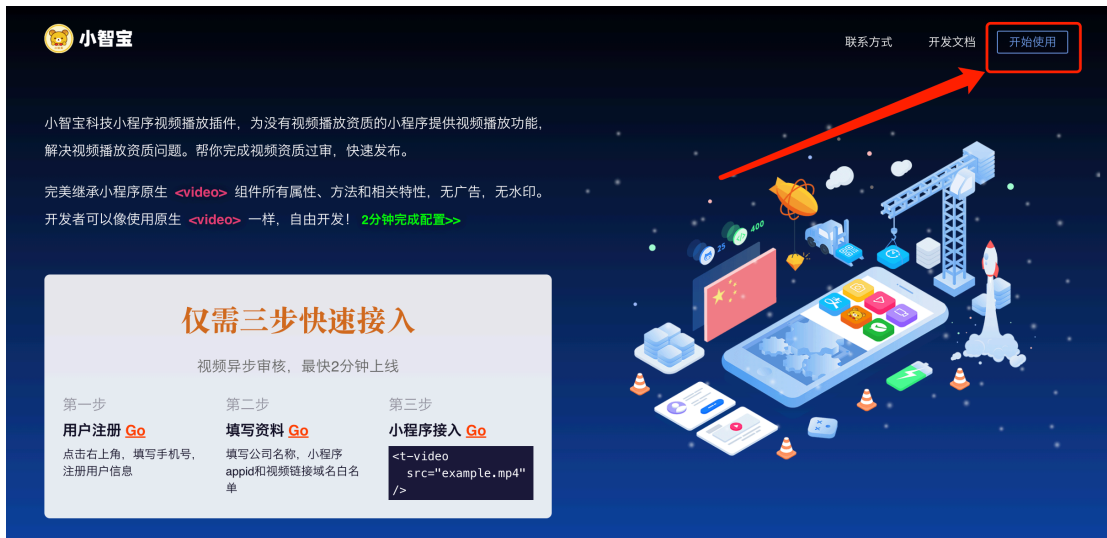 小智宝
联系方式
开发文档
开始使用
小智宝科技小程序视频播放插件，为没有视频播放资质的小程序提供视频播放功能，
解决视频播放资质问题。帮你完成视频资质过审，快速发布。
完美继承小程序原生 <video> 组件所有属性、方法和相关特性，无广告，无水印。
开发者可以像使用原生 <video> 一样，自由开发！ 2分钟完成配置>>
25
400
仅需三步快速接入
视频异步审核，最快2分钟上线
第一步
用户注册 Go
点击右上角，填写手机号，
注册用户信息
第二步
填写资料 Go
填写公司名称，小程序
appid和视频链接域名白名
单
第三步
小程序接入 Go
<t-video
src="example.mp4"
/>